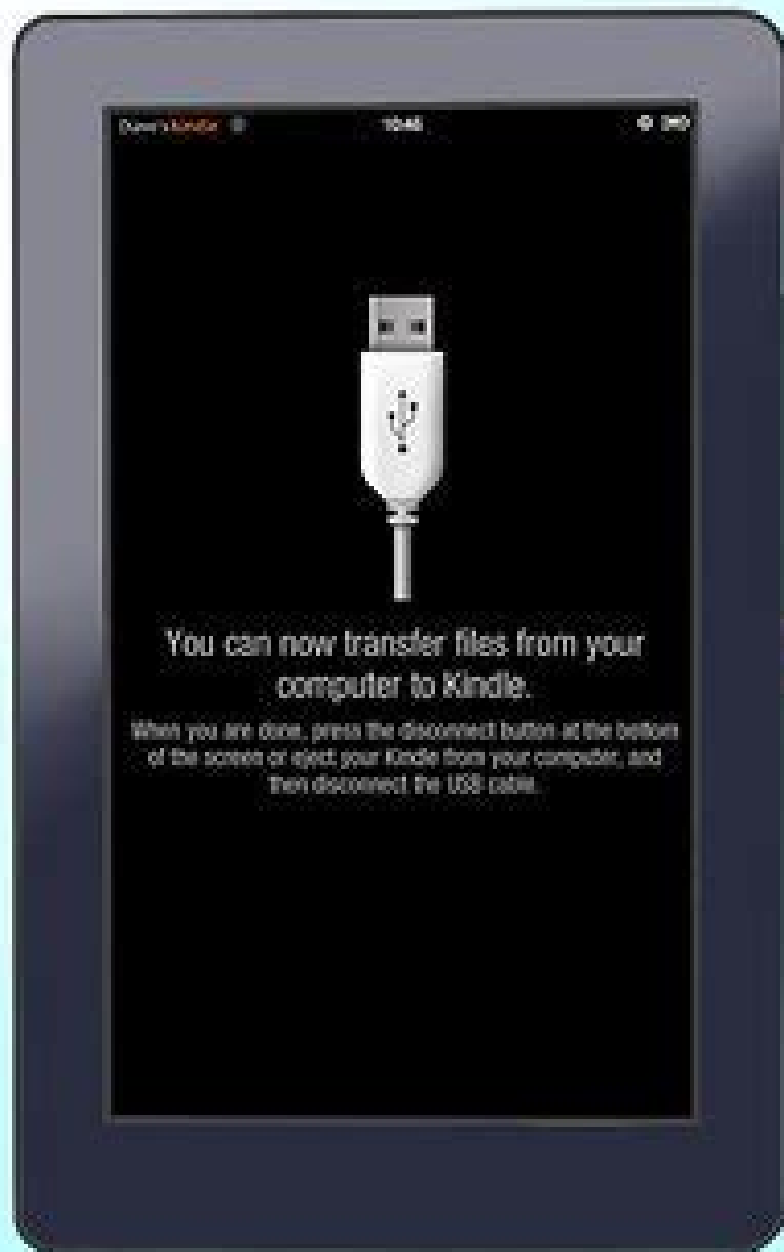 Dave's Kindle
10:46
You can now transfer files from your
computer to Kindle.
When you are done, press the disconnect button at the bottom
of the screen or eject your Kindle from your computer, and
then disconnect the USB cable.